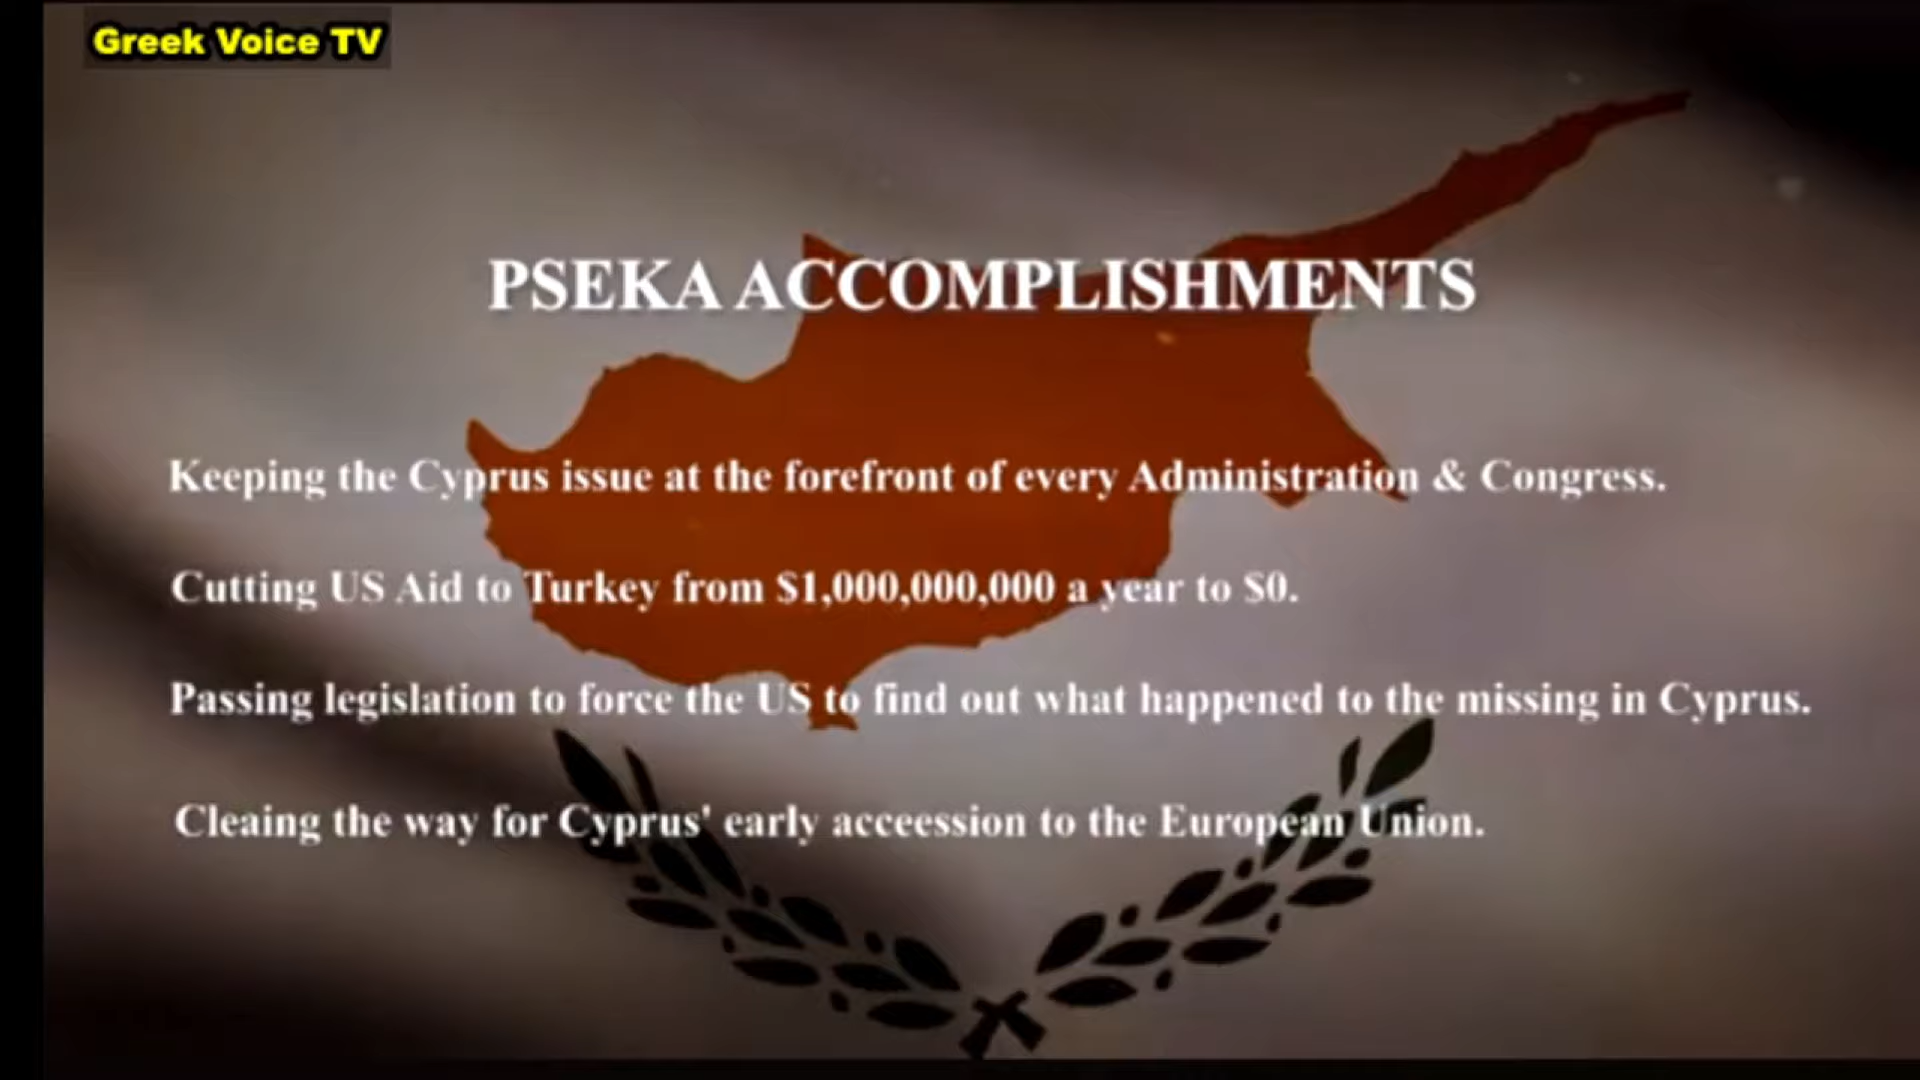 Greek Voice TV
PSEKA ACCOMPLISHMENTS
Keeping the Cyprus issue at the forefront of every Administration & Congress.
Cutting US Aid to Turkey from $1,000,000,000 a year to $0.
Passing legislation to force the US to find out what happened to the missing in Cyprus.
Cleaing the way for Cyprus' early acceession to the European Union.